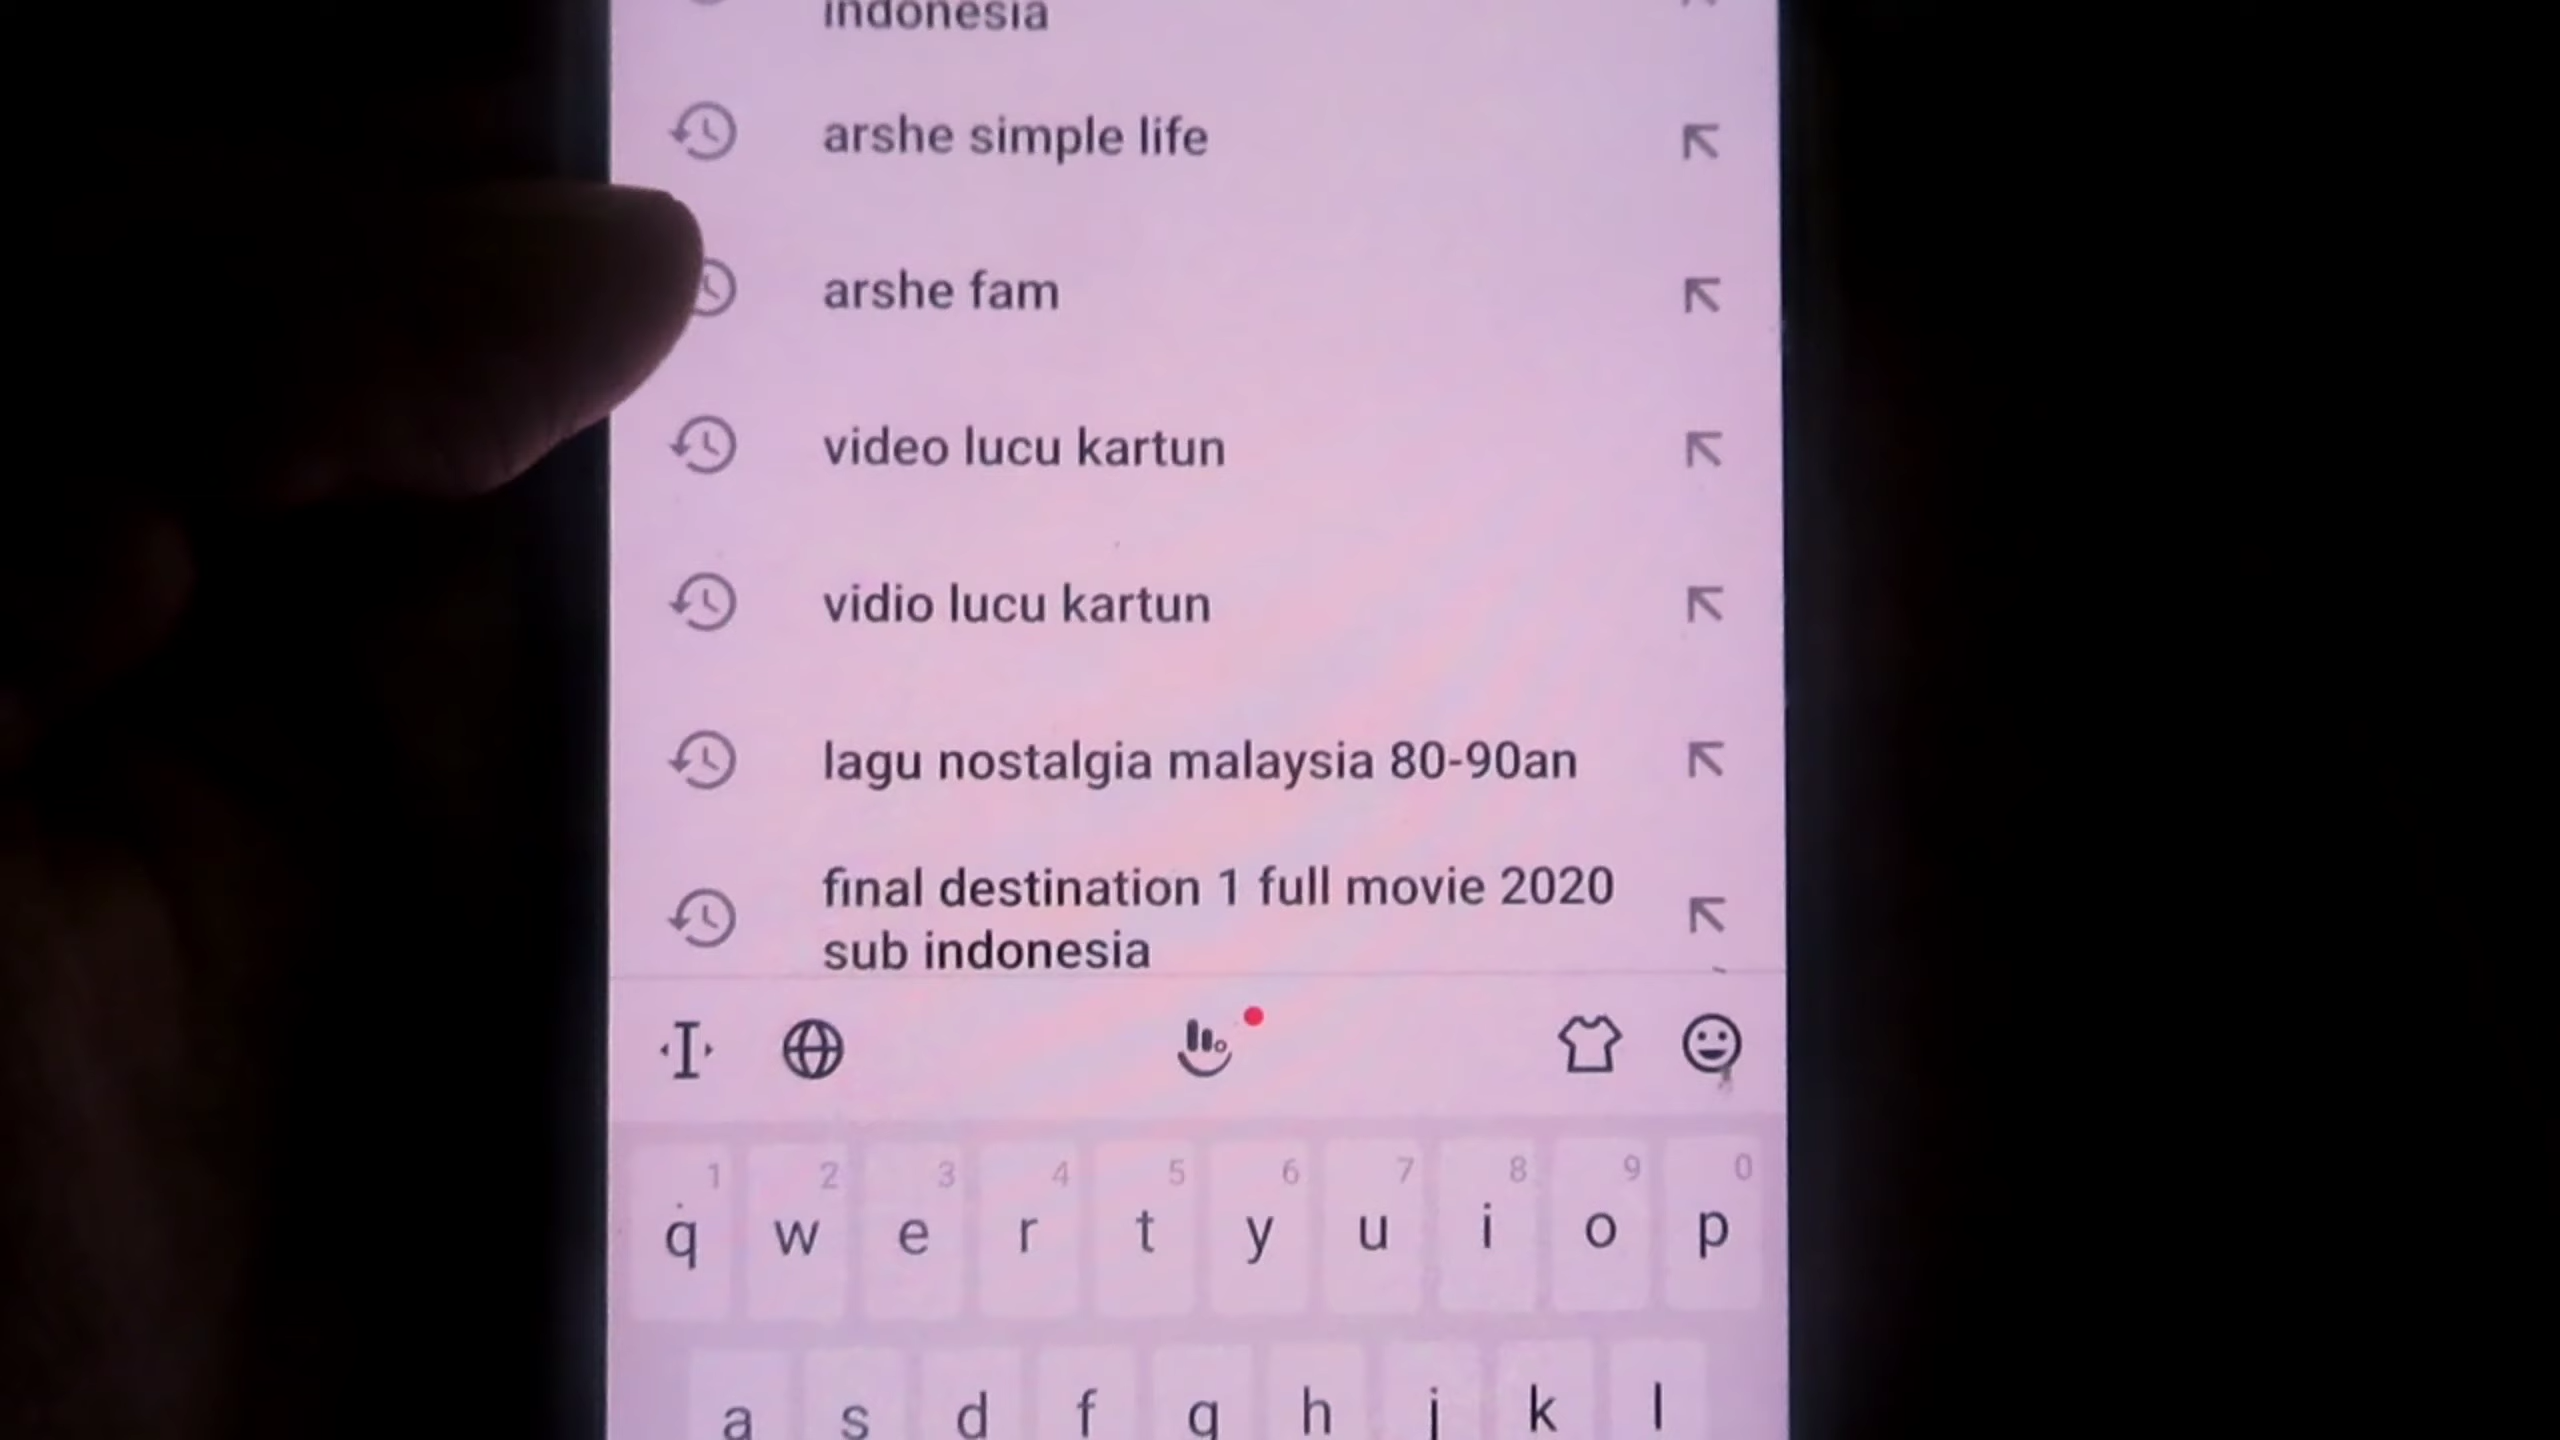 indonesia
arshe simple life
arshe fam
video lucu kartun
vidio lucu kartun
lagu nostalgia malaysia 80-90an
final destination 1 full movie 2020
sub indonesia
1 2 3 4 5 6 7 8 9 0
q w e r t y u i o p
a s d f g h j k l